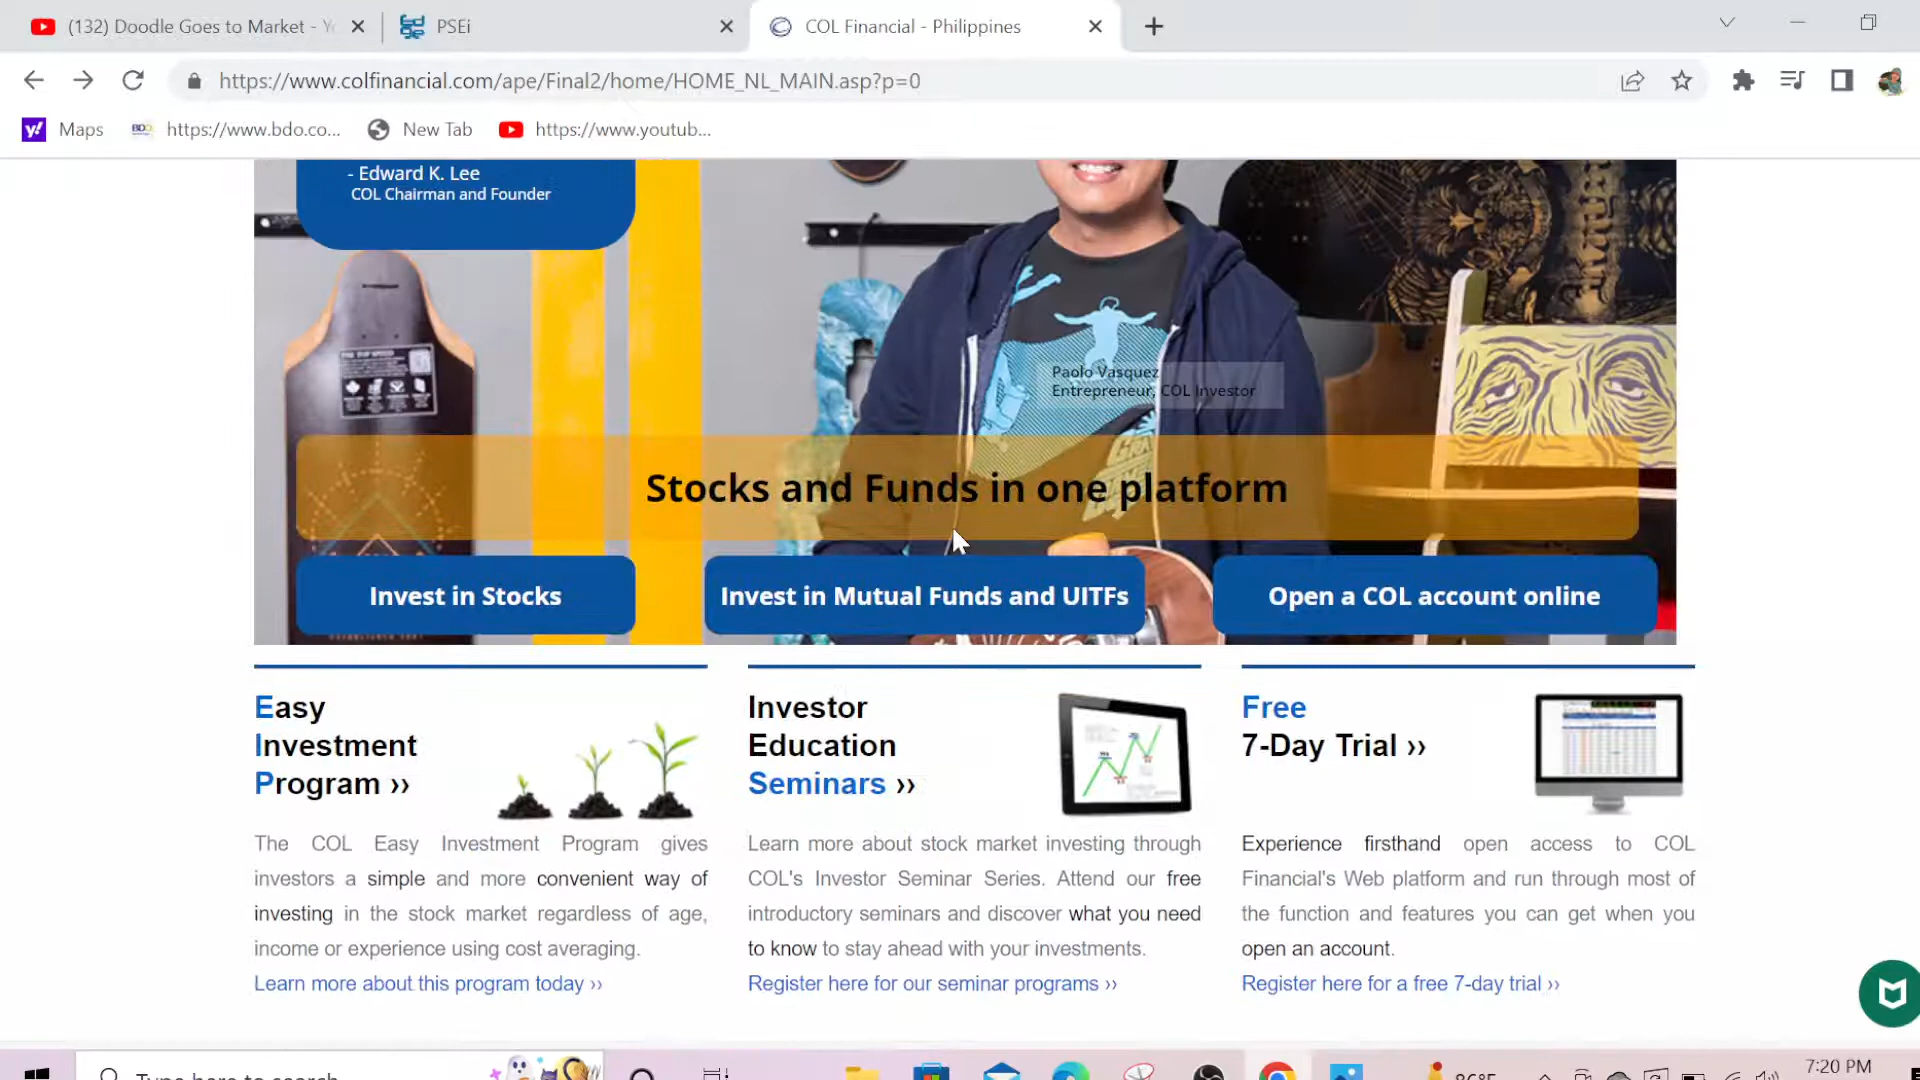 (132) Doodle Goes to Market - Yo
PSEi
COL Financial - Philippines
https://www.colfinancial.com/ape/Final2/home/HOME_NL_MAIN.asp?p=0
Maps
BDO https://www.bdo.co...
New Tab
https://www.youtub...
- Edward K. Lee
COL Chairman and Founder
Paolo Vasquez
Entrepreneur, COL Investor
Stocks and Funds in one platform
Invest in Stocks
Invest in Mutual Funds and UITFs
Open a COL account online
Easy
Investment
Program ››
The COL Easy Investment Program gives
investors a simple and more convenient way of
investing in the stock market regardless of age,
income or experience using cost averaging.
Learn more about this program today ››
Investor
Education
Seminars ››
Learn more about stock market investing through
COL's Investor Seminar Series. Attend our free
introductory seminars and discover what you need
to know to stay ahead with your investments.
Register here for our seminar programs ››
Free
7-Day Trial ››
Experience firsthand open access to COL
Financial's Web platform and run through most of
the function and features you can get when you
open an account.
Register here for a free 7-day trial ››
Type here to search
86°F
7:20 PM